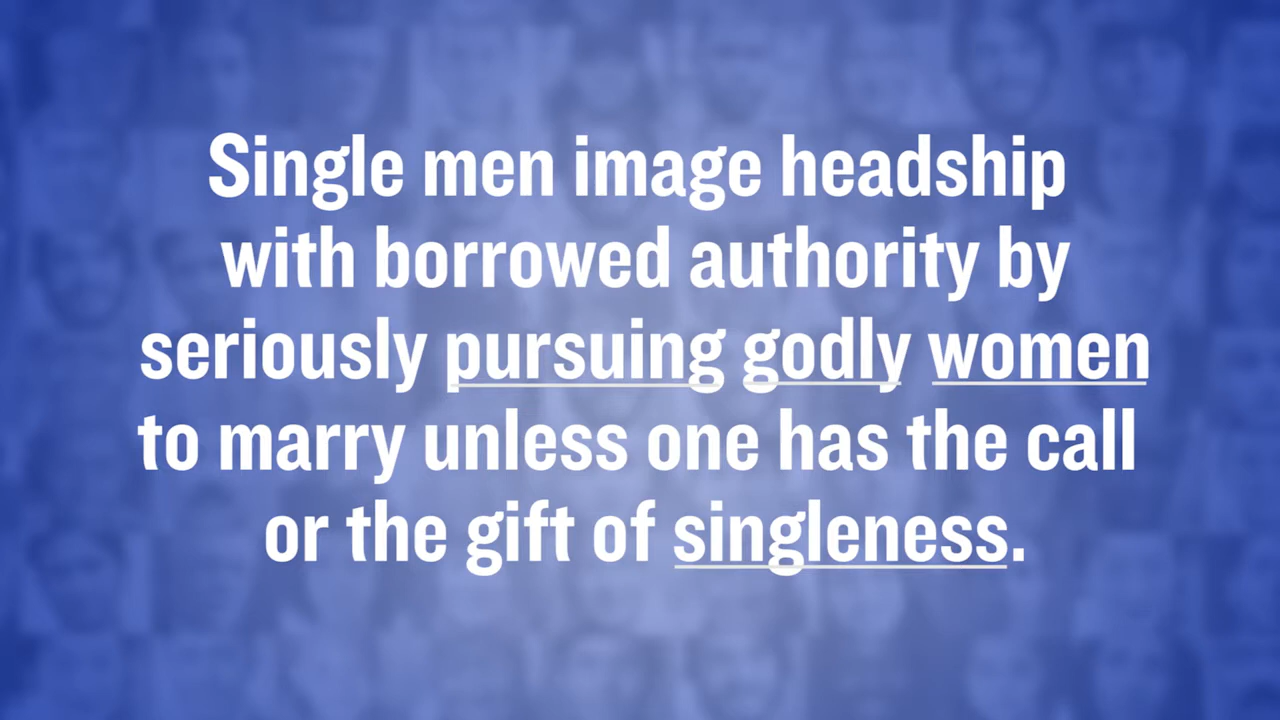 Single men image headship
with borrowed authority by
seriously pursuing godly women
to marry unless one has the call
or the gift of singleness.